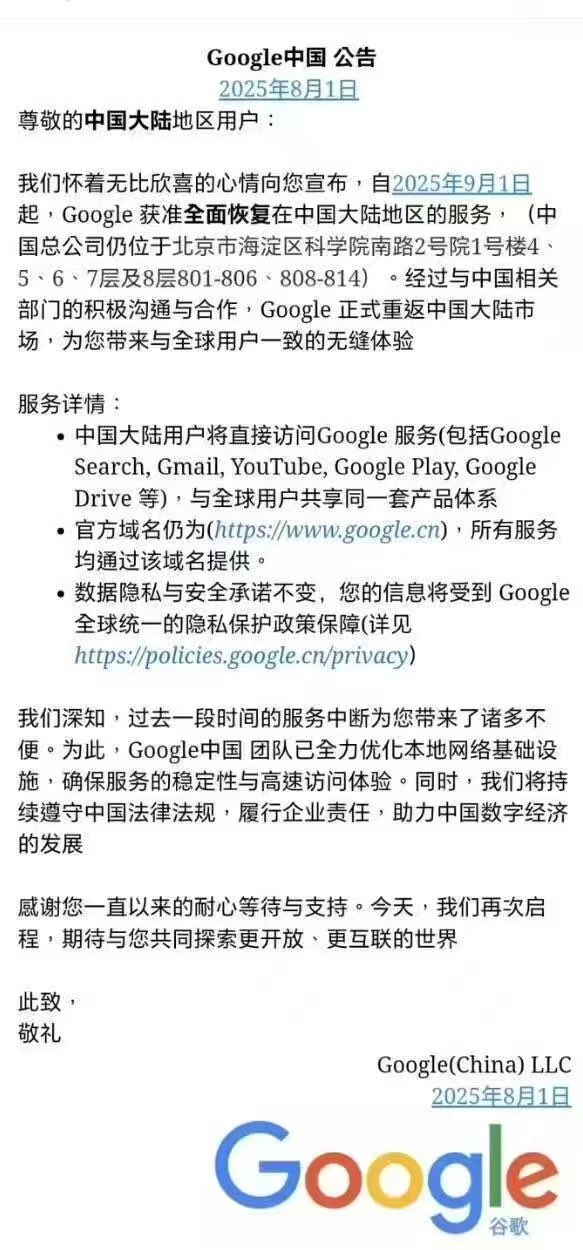 Google中国 公告
2025年8月1日
尊敬的中国大陆地区用户：
我们怀着无比欣喜的心情向您宣布，自2025年9月1日
起，Google 获准全面恢复在中国大陆地区的服务，（中
国总公司仍位于北京市海淀区科学院南路2号院1号楼4、
5、6、7层及8层801-806、808-814）。经过与中国相关
部门的积极沟通与合作，Google 正式重返中国大陆市
场，为您带来与全球用户一致的无缝体验
服务详情：
• 中国大陆用户将直接访问Google 服务(包括Google
Search, Gmail, YouTube, Google Play, Google
Drive 等)，与全球用户共享同一套产品体系
• 官方域名仍为(https://www.google.cn)，所有服务
均通过该域名提供。
• 数据隐私与安全承诺不变，您的信息将受到 Google
全球统一的隐私保护政策保障(详见
https://policies.google.cn/privacy)
我们深知，过去一段时间的服务中断为您带来了诸多不
便。为此，Google中国 团队已全力优化本地网络基础设
施，确保服务的稳定性与高速访问体验。同时，我们将持
续遵守中国法律法规，履行企业责任，助力中国数字经济
的发展
感谢您一直以来的耐心等待与支持。今天，我们再次启
程，期待与您共同探索更开放、更互联的世界
此致，
敬礼
Google(China) LLC
2025年8月1日
Google
谷歌